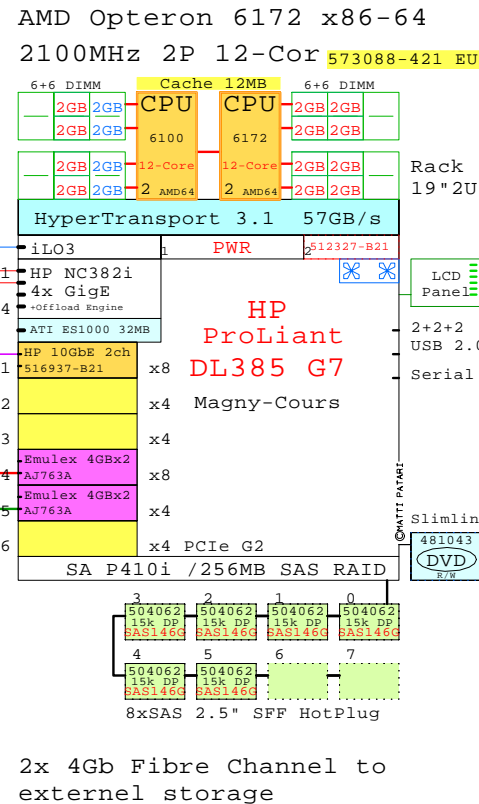 AMD Opteron 6172 x86-64
2100MHz 2P 12-Cor 573088-421 EU
6+6 DIMM Cache 12MB 6+6 DIMM
2GB 2GB CPU CPU 2GB 2GB
2GB 2GB 6100 6172 2GB 2GB
2GB 2GB 12-Core 12-Core 2GB 2GB
2GB 2GB 2 AMD64 2 AMD64 2GB 2GB
Rack
19"2U
HyperTransport 3.1 57GB/s
iLO3 1 PWR 2 512327-B21
1 HP NC382i
4x GigE
4 +Offload Engine
LCD
Panel
ATI ES1000 32MB
HP
ProLiant
DL385 G7
Magny-Cours
2+2+2
USB 2.0
Serial
HP 10GbE 2ch
1 516937-B21 x8
2 x4
3 x4
Emulex 4GBx2
4 AJ763A x8
Emulex 4GBx2
5 AJ763A x4
6 x4 PCIe G2
©MATTI PATARI
Slimlin
481043
DVD
R/W
SA P410i /256MB SAS RAID
3 2 1 0
504062 504062 504062 504062
15k DP 15k DP 15k DP 15k DP
SAS146G SAS146G SAS146G SAS146G
4 5 6 7
504062 504062
15k DP 15k DP
SAS146G SAS146G
8xSAS 2.5" SFF HotPlug
2x 4Gb Fibre Channel to
externel storage